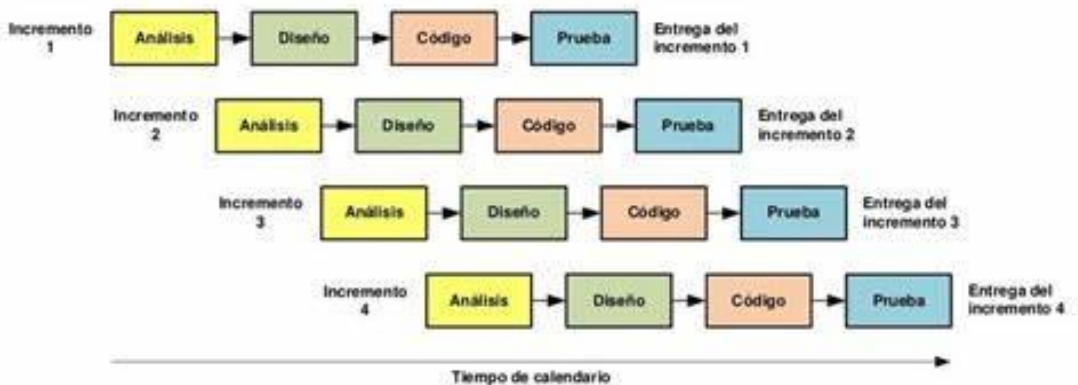 Incremento
1
Análisis
Diseño
Código
Prueba
Entrega del
incremento 1
Incremento
2
Análisis
Diseño
Código
Prueba
Entrega del
incremento 2
Incremento
3
Análisis
Diseño
Código
Prueba
Entrega del
incremento 3
Incremento
4
Análisis
Diseño
Código
Prueba
Entrega del
incremento 4
Tiempo de calendario